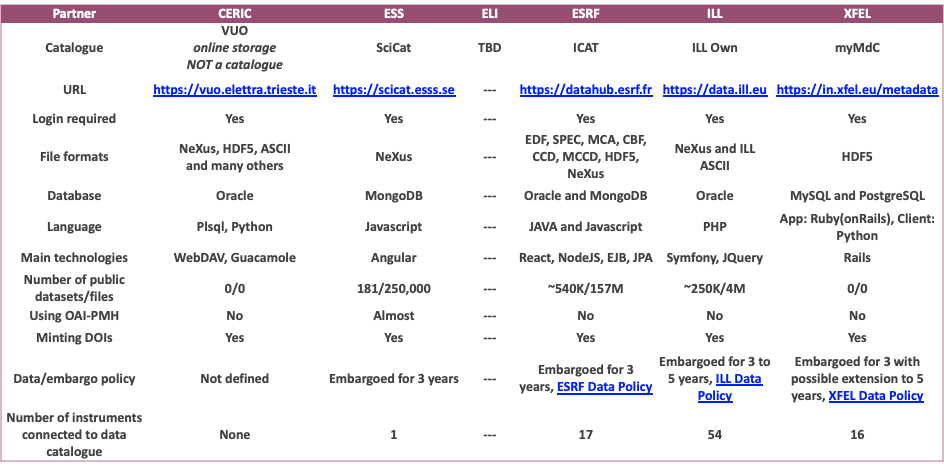 Partner CERIC ESS ELI ESRF ILL XFEL
Catalogue VUO online storage NOT a catalogue SciCat TBD ICAT ILL Own myMdC
URL https://vuo.elettra.trieste.it https://scicat.esss.se --- https://datahub.esrf.fr https://data.ill.eu https://in.xfel.eu/metadata
Login required Yes Yes --- Yes Yes Yes
File formats NeXus, HDF5, ASCII and many others NeXus --- EDF, SPEC, MCA, CBF, CCD, MCCD, HDF5, NeXus NeXus and ILL ASCII HDF5
Database Oracle MongoDB --- Oracle and MongoDB Oracle MySQL and PostgreSQL
Language Plsql, Python Javascript --- JAVA and Javascript PHP App: Ruby(onRails), Client: Python
Main technologies WebDAV, Guacamole Angular --- React, NodeJS, EJB, JPA Symfony, JQuery Rails
Number of public datasets/files 0/0 181/250,000 --- ~540K/157M ~250K/4M 0/0
Using OAI-PMH No Almost --- No No No
Minting DOIs Yes Yes --- Yes Yes Yes
Data/embargo policy Not defined Embargoed for 3 years --- Embargoed for 3 years, ESRF Data Policy Embargoed for 3 to 5 years, ILL Data Policy Embargoed for 3 with possible extension to 5 years, XFEL Data Policy
Number of instruments connected to data catalogue None 1 --- 17 54 16